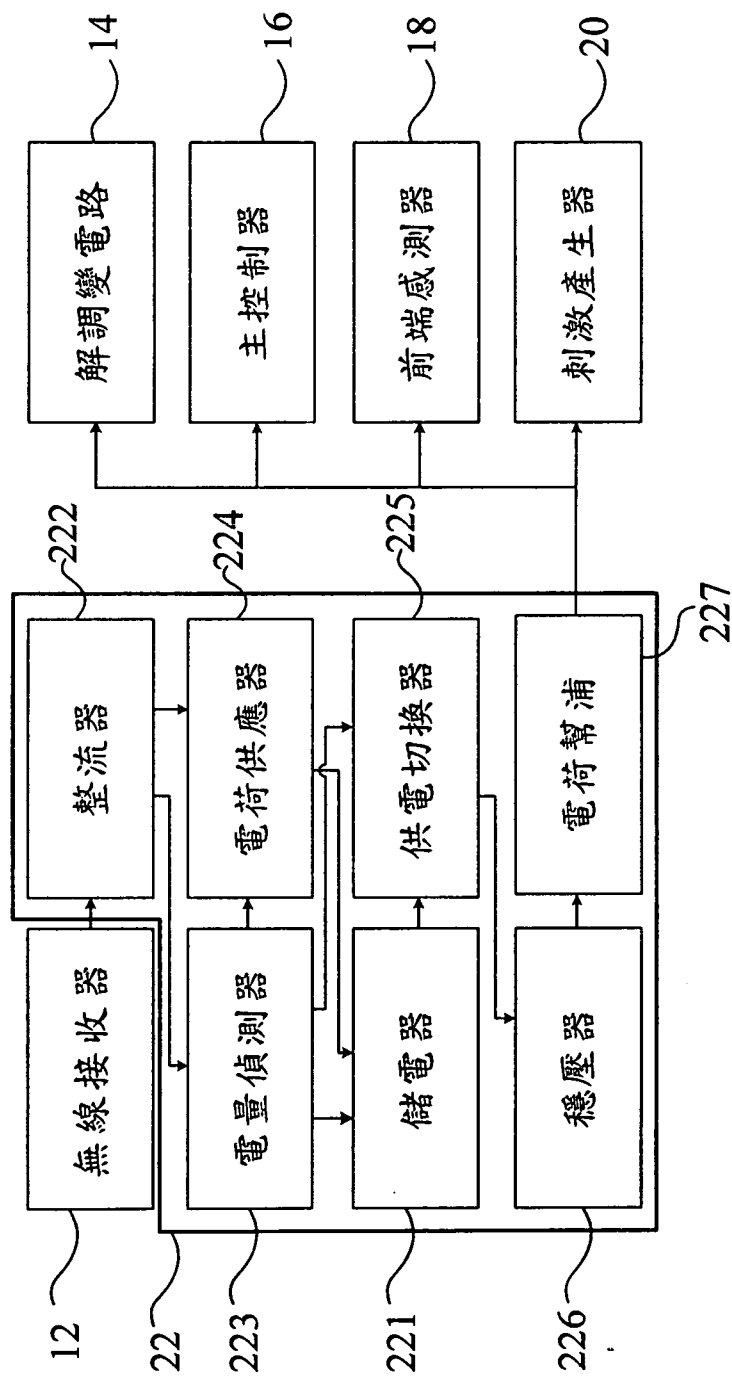 12
無線接收器
整流器
222
解調變電路
14
22
223
電量偵測器
電荷供應器
224
主控制器
16
221
儲電器
供電切換器
225
前端感測器
18
226
穩壓器
電荷幫浦
227
刺激產生器
20